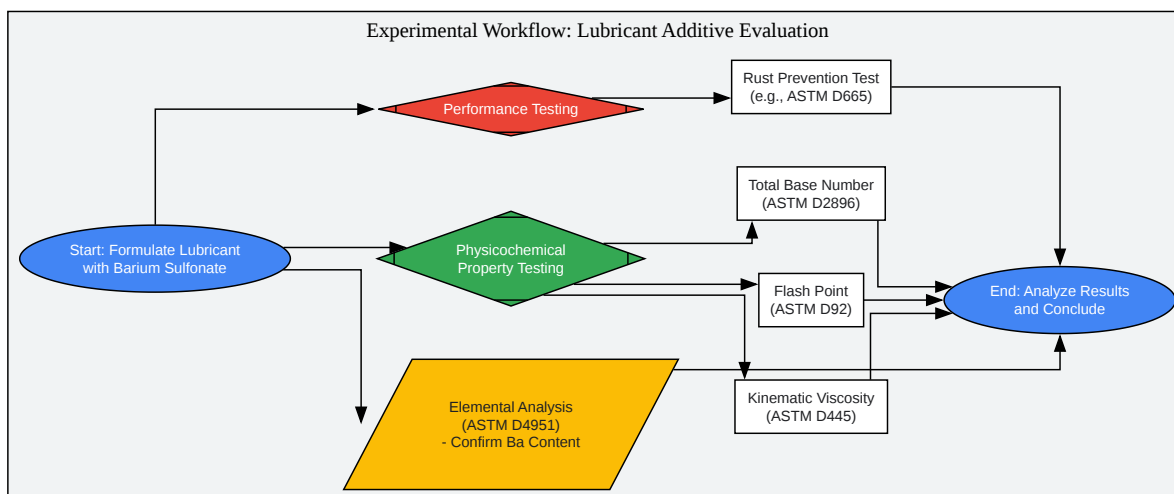 Experimental Workflow: Lubricant Additive Evaluation
Performance Testing
Rust Prevention Test
(e.g., ASTM D665)
Start: Formulate Lubricant
with Barium Sulfonate
Physicochemical
Property Testing
Total Base Number
(ASTM D2896)
Flash Point
(ASTM D92)
Kinematic Viscosity
(ASTM D445)
Elemental Analysis
(ASTM D4951)
- Confirm Ba Content
End: Analyze Results
and Conclude